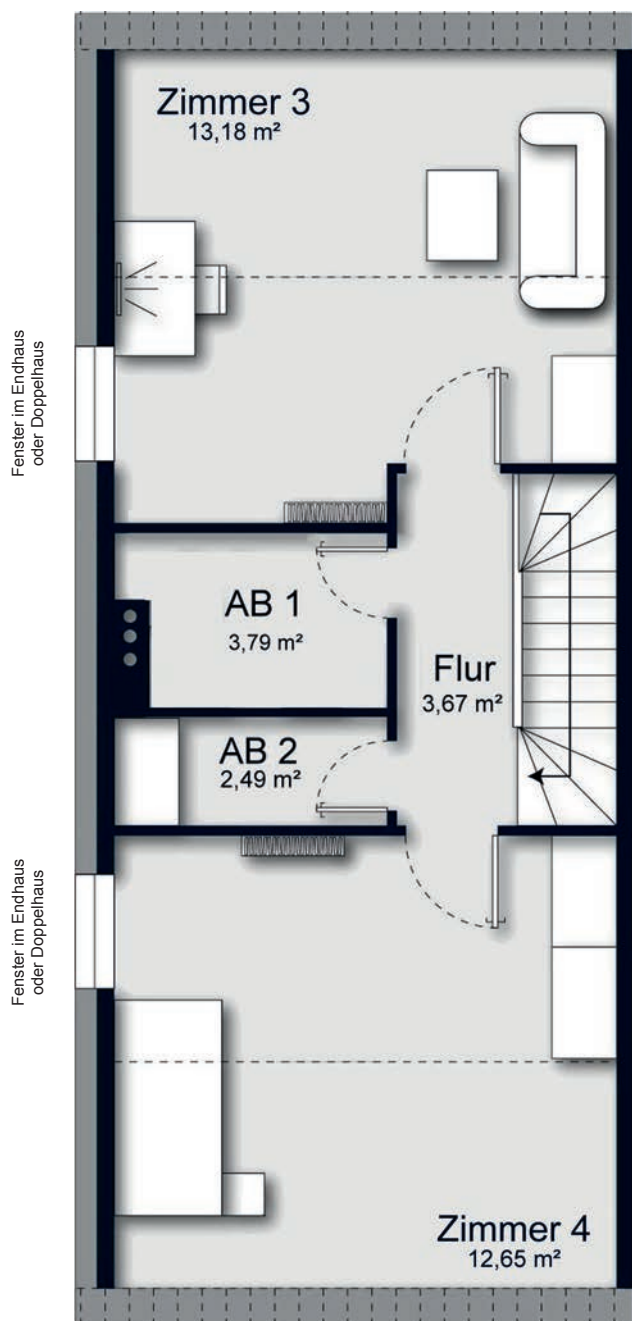 Zimmer 3
13,18 m²
Fenster im Endhaus
oder Doppelhaus
AB 1
3,79 m²
Flur
3,67 m²
AB 2
2,49 m²
Fenster im Endhaus
oder Doppelhaus
Zimmer 4
12,65 m²